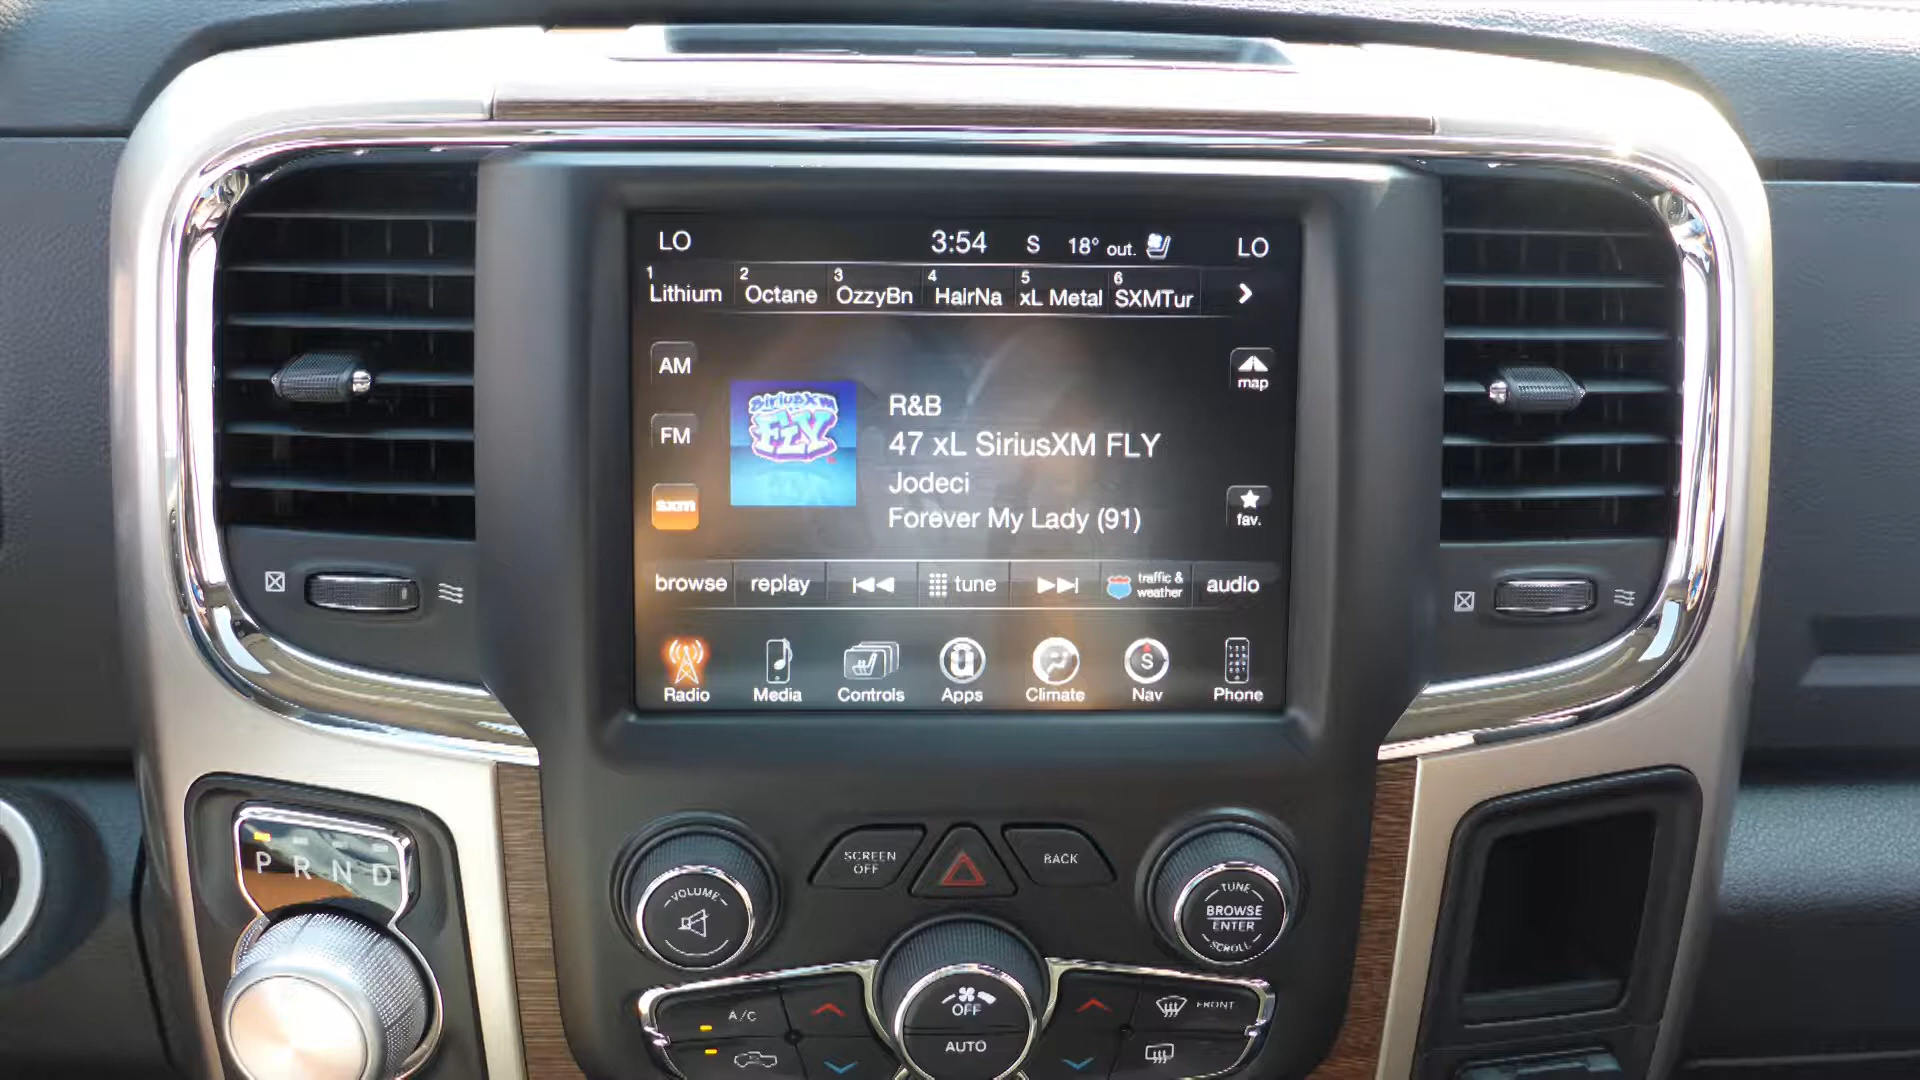 LO 3:54 S 18° out. LO
1 Lithium 2 Octane 3 OzzyBn 4 HairNa 5 xL Metal 6 SXMTur
AM
map
SiriusXM
FLY
R&B
47 xL SiriusXM FLY
Jodeci
Forever My Lady (91)
FM
sxm
fav.
browse replay tune traffic & weather audio
Radio Media Controls Apps Climate Nav Phone
S
P R N D
VOLUME
SCREEN OFF
BACK
TUNE
BROWSE
ENTER
SCROLL
A/C
OFF
AUTO
FRONT